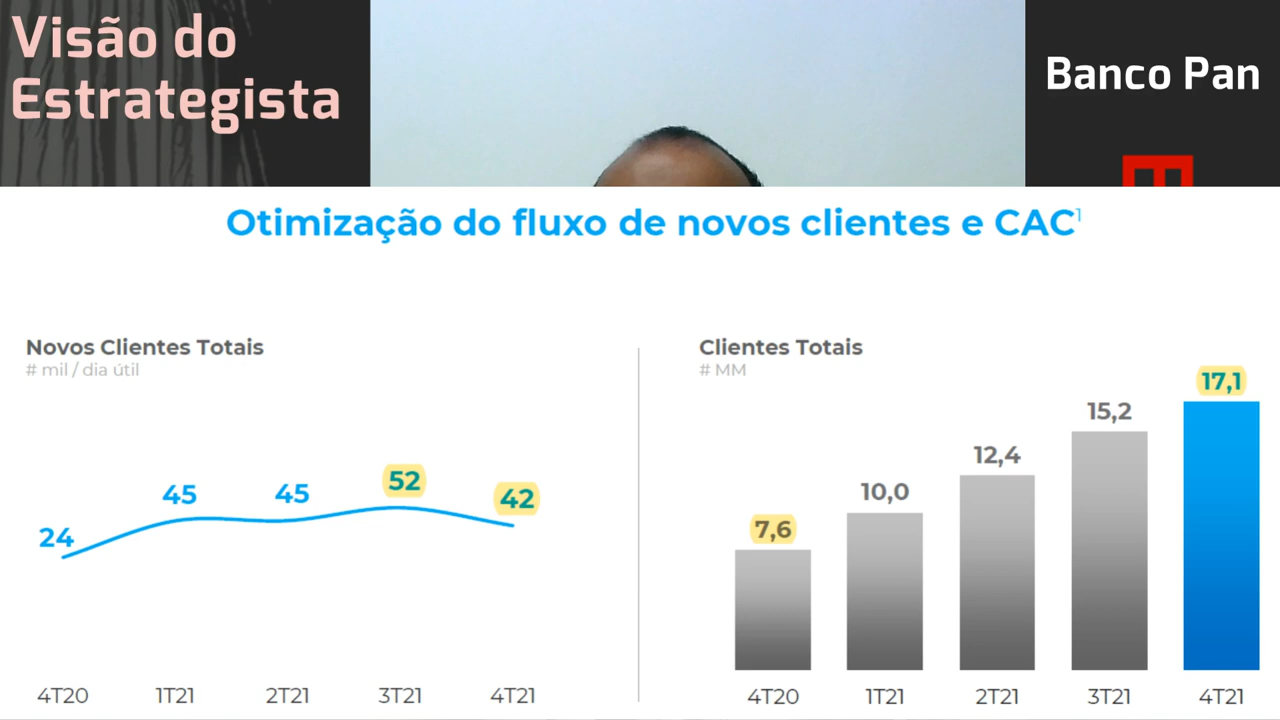 Visão do
Estrategista
Banco Pan
Otimização do fluxo de novos clientes e CAC¹
Novos Clientes Totais
# mil / dia útil
24
45
45
52
42
4T20
1T21
2T21
3T21
4T21
Clientes Totais
# MM
7,6
10,0
12,4
15,2
17,1
4T20
1T21
2T21
3T21
4T21